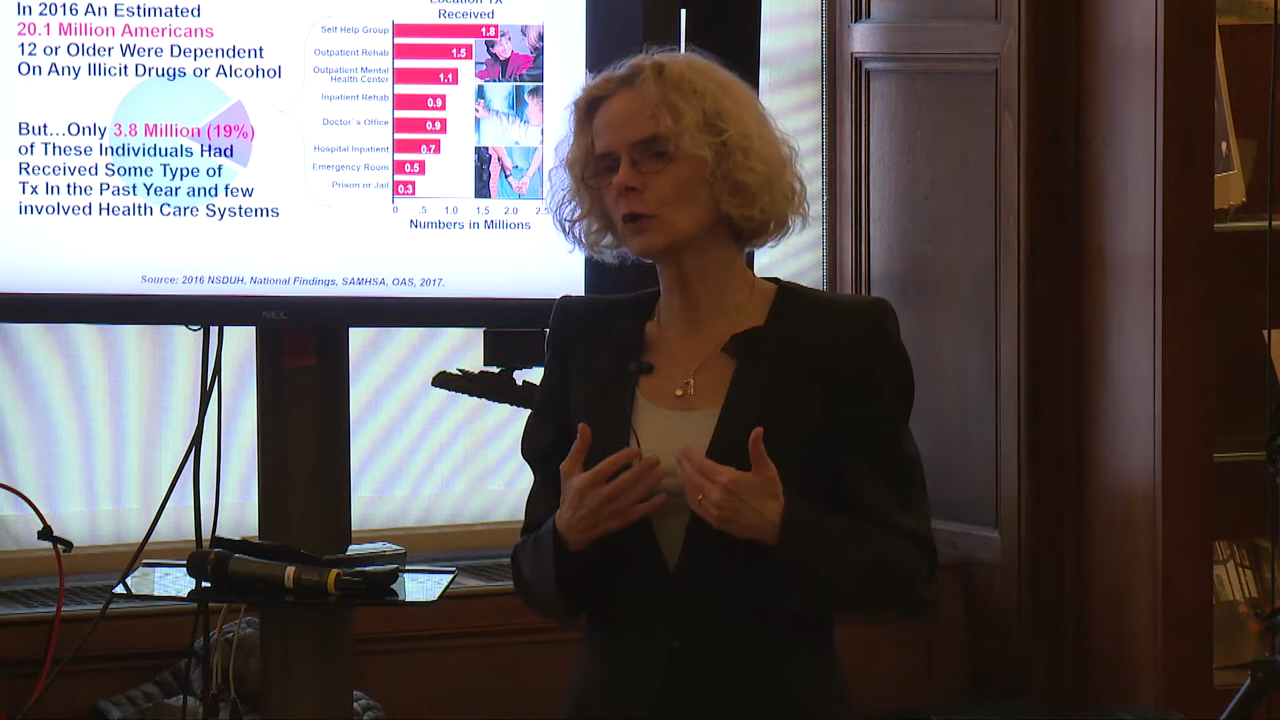 In 2016 An Estimated
20.1 Million Americans
12 or Older Were Dependent
On Any Illicit Drugs or Alcohol
But...Only 3.8 Million (19%)
of These Individuals Had
Received Some Type of
Tx In the Past Year and few
involved Health Care Systems
Location Tx
Received
Self Help Group 1.8
Outpatient Rehab 1.5
Outpatient Mental
Health Center 1.1
Inpatient Rehab 0.9
Doctor's Office 0.9
Hospital Inpatient 0.7
Emergency Room 0.5
Prison or Jail 0.3
0 .5 1.0 1.5 2.0 2.5
Numbers in Millions
Source: 2016 NSDUH, National Findings, SAMHSA, OAS, 2017.
NEC